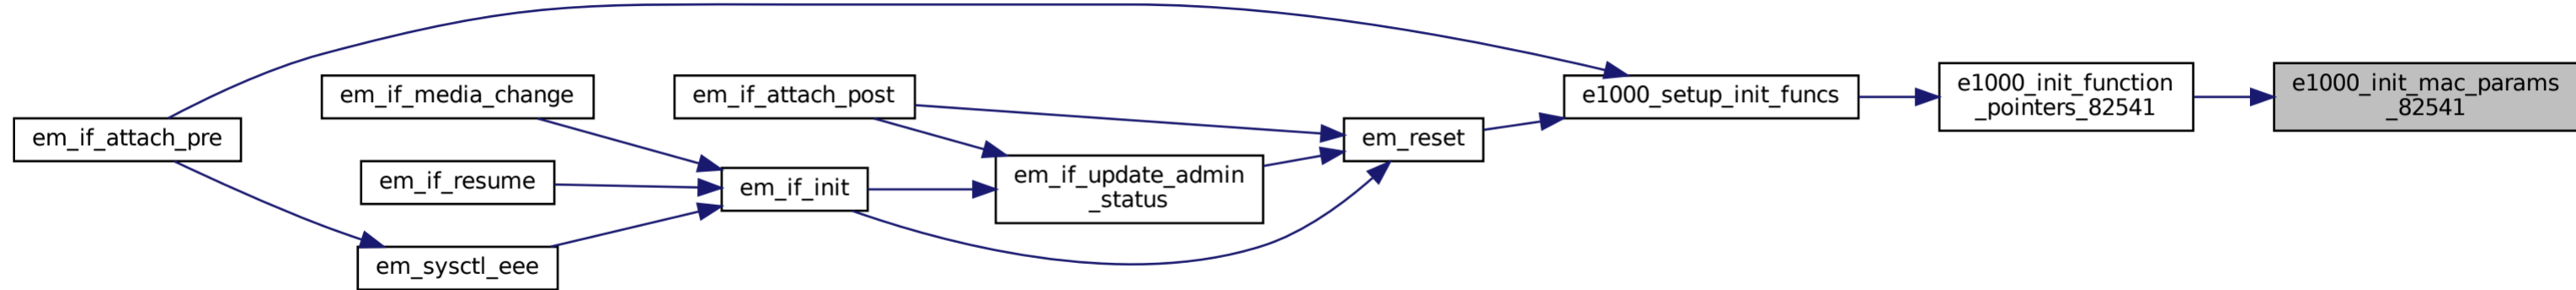 em_if_attach_pre
em_if_media_change
em_if_resume
em_sysctl_eee
em_if_attach_post
em_if_init
em_if_update_admin
_status
em_reset
e1000_setup_init_funcs
e1000_init_function
_pointers_82541
e1000_init_mac_params
_82541